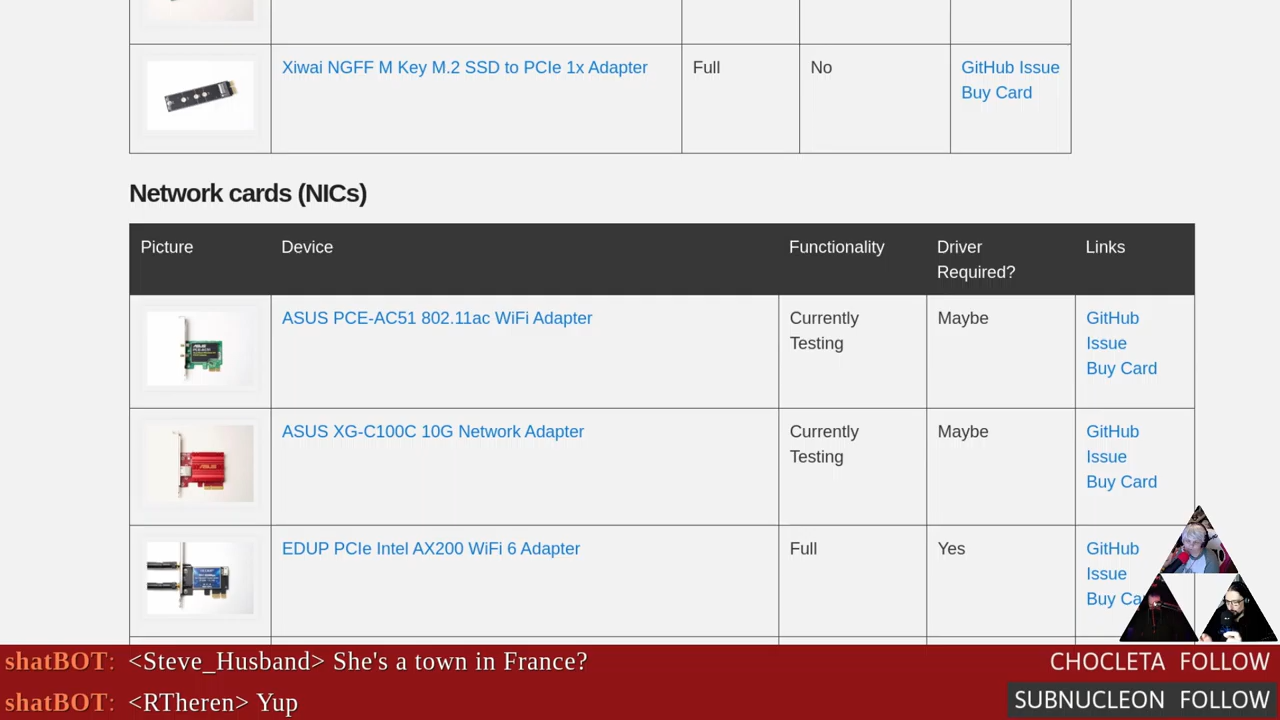 Xiwai NGFF M Key M.2 SSD to PCIe 1x Adapter
Full
No
GitHub Issue
Buy Card
Network cards (NICs)
Picture
Device
Functionality
Driver
Required?
Links
ASUS PCE-AC51 802.11ac WiFi Adapter
Currently
Testing
Maybe
GitHub
Issue
Buy Card
ASUS XG-C100C 10G Network Adapter
Currently
Testing
Maybe
GitHub
Issue
Buy Card
EDUP PCIe Intel AX200 WiFi 6 Adapter
Full
Yes
GitHub
Issue
Buy Ca
shatBOT: <Steve_Husband> She's a town in France?
CHOCLETA FOLLOW
shatBOT: <RTheren> Yup
SUBNUCLEON FOLLOW